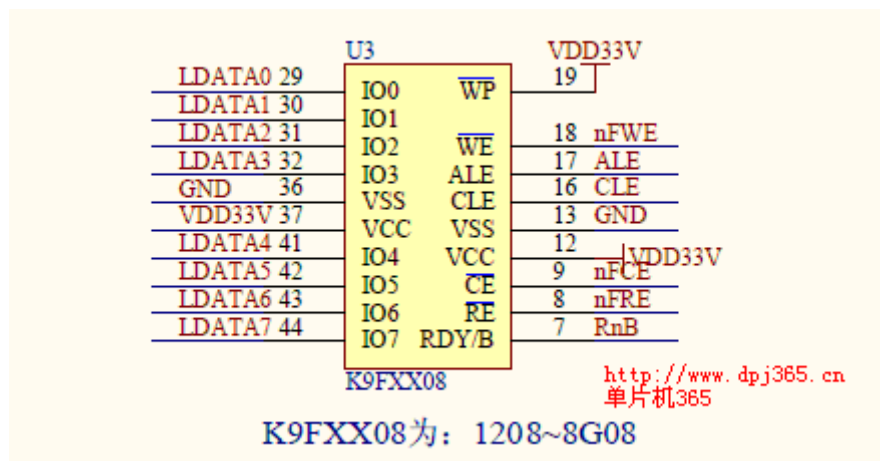 U3
VDD33V
LDATA0 29
IO0
WP
19
LDATA1 30
IO1
LDATA2 31
IO2
WE
18 nFWE
LDATA3 32
IO3
ALE
17 ALE
GND 36
VSS
CLE
16 CLE
VDD33V 37
VCC
VSS
13 GND
LDATA4 41
IO4
VCC
12
VDD33V
LDATA5 42
IO5
CE
9 nFCE
LDATA6 43
IO6
RE
8 nFRE
LDATA7 44
IO7
RDY/B
7 RnB
K9FXX08
http://www.dpj365.cn
单片机365
K9FXX08为：1208~8G08